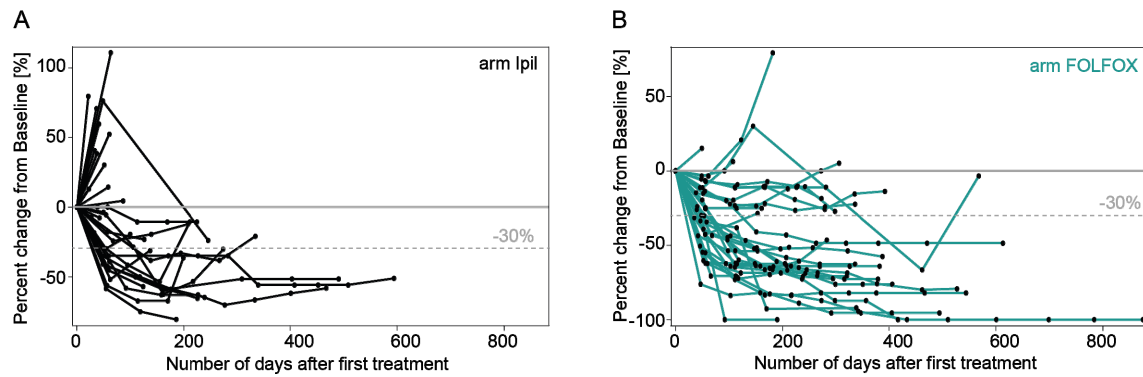 A
Percent change from Baseline [%]
100
50
0
-50
arm Ipil
-30%
0
200
400
600
800
Number of days after first treatment
B
Percent change from Baseline [%]
50
0
-50
-100
arm FOLFOX
-30%
0
200
400
600
800
Number of days after first treatment